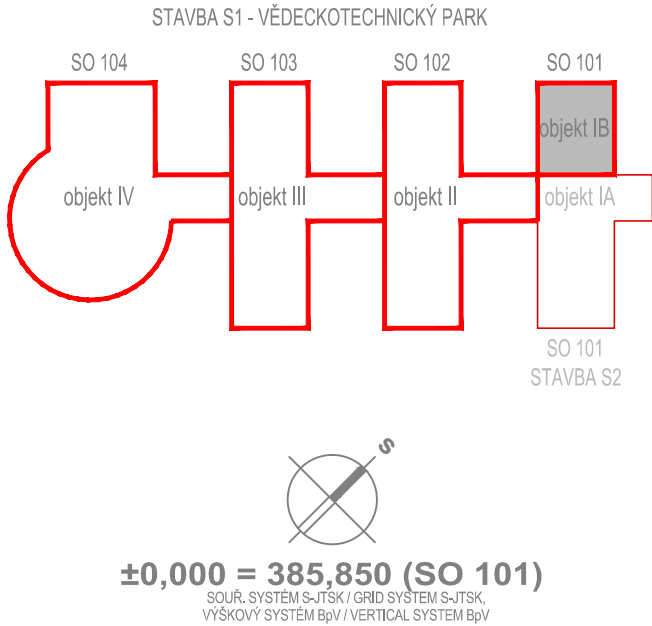 STAVBA S1 - VĚDECKOTECHNICKÝ PARK
SO 104 SO 103 SO 102 SO 101
objekt IB
objekt IV objekt III objekt II objekt IA
SO 101
STAVBA S2
S
±0,000 = 385,850 (SO 101)
SOUŘ. SYSTÉM S-JTSK / GRID SYSTEM S-JTSK,
VÝŠKOVÝ SYSTÉM BpV / VERTICAL SYSTEM BpV